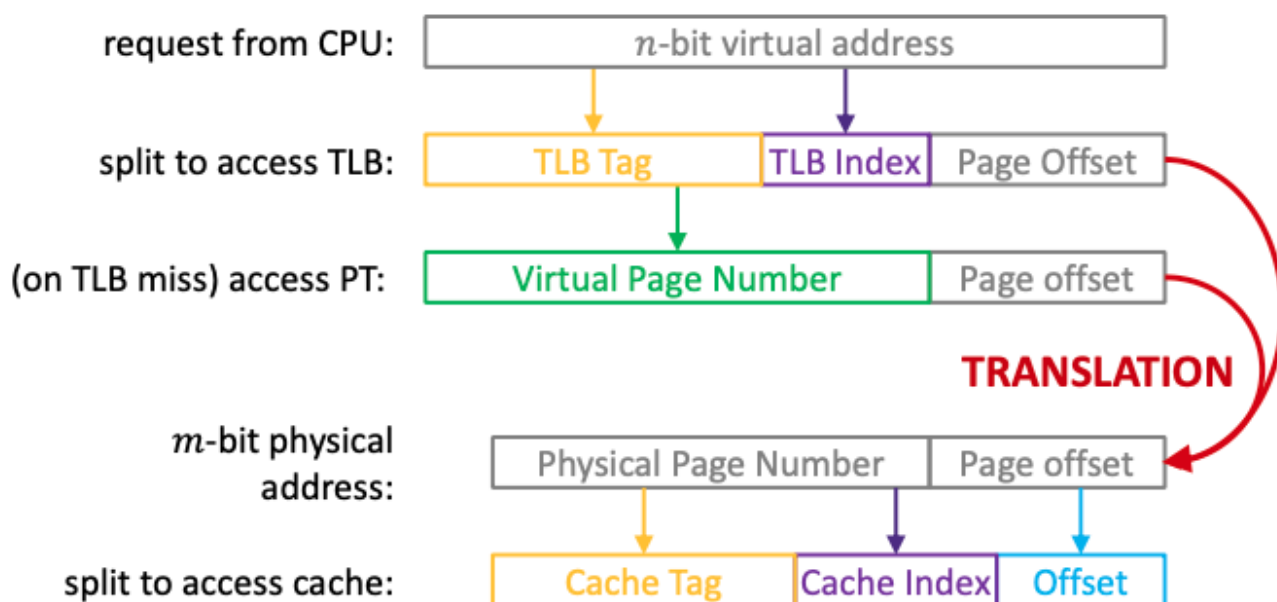 request from CPU: n-bit virtual address
split to access TLB: TLB Tag TLB Index Page Offset
(on TLB miss) access PT: Virtual Page Number Page offset
TRANSLATION
m-bit physical
address:
Physical Page Number Page offset
split to access cache: Cache Tag Cache Index Offset